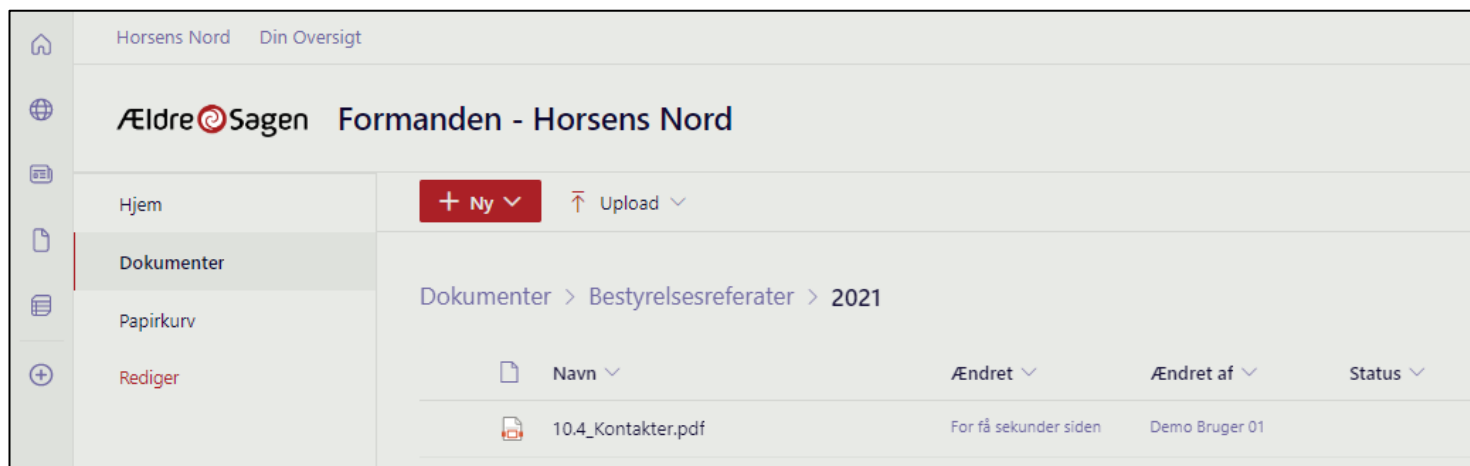 Horsens Nord Din Oversigt
ÆldreSagen Formanden - Horsens Nord
Hjem
Dokumenter
Papirkurv
Rediger
+ Ny Upload
Dokumenter > Bestyrelsesreferater > 2021
Navn Ændret Ændret af Status
10.4_Kontakter.pdf For få sekunder siden Demo Bruger 01